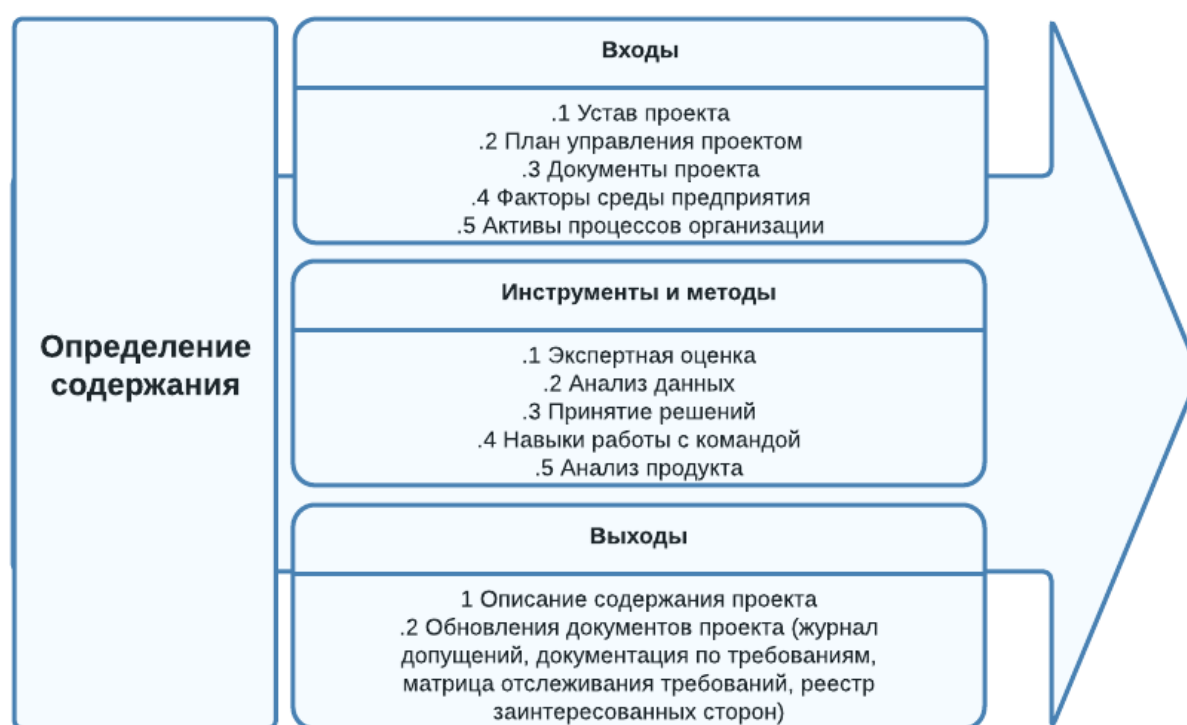 Определение
содержания
Входы
.1 Устав проекта
.2 План управления проектом
.3 Документы проекта
.4 Факторы среды предприятия
.5 Активы процессов организации
Инструменты и методы
.1 Экспертная оценка
.2 Анализ данных
.3 Принятие решений
.4 Навыки работы с командой
.5 Анализ продукта
Выходы
1 Описание содержания проекта
.2 Обновления документов проекта (журнал
допущений, документация по требованиям,
матрица отслеживания требований, реестр
заинтересованных сторон)